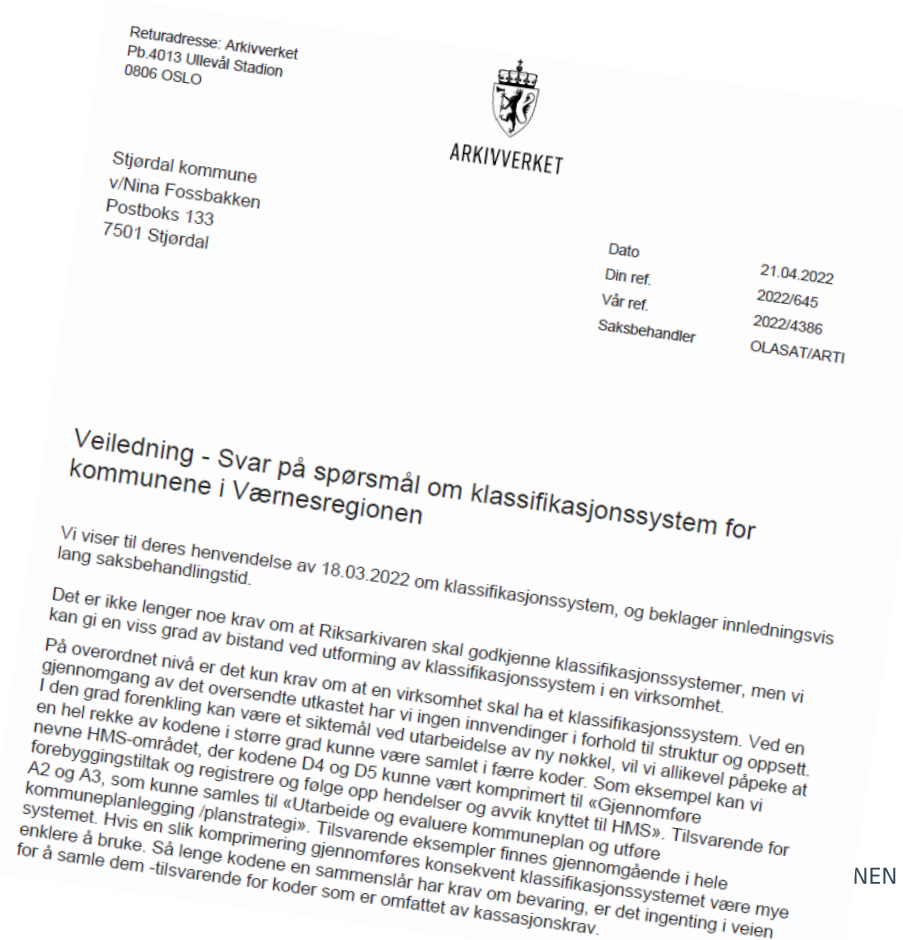 Returadresse: Arkivverket
Pb.4013 Ullevål Stadion
0806 OSLO
ARKIVVERKET
Stjørdal kommune
v/Nina Fossbakken
Postboks 133
7501 Stjørdal
Dato 21.04.2022
Din ref. 2022/645
Vår ref. 2022/4386
Saksbehandler OLASAT/ARTI
Veiledning - Svar på spørsmål om klassifikasjonssystem for
kommunene i Værnesregionen
Vi viser til deres henvendelse av 18.03.2022 om klassifikasjonssystem, og beklager innledningsvis
lang saksbehandlingstid.
Det er ikke lenger noe krav om at Riksarkivaren skal godkjenne klassifikasjonssystemer, men vi
kan gi en viss grad av bistand ved utforming av klassifikasjonssystem i en virksomhet.
På overordnet nivå er det kun krav om at en virksomhet skal ha et klassifikasjonssystem. Ved en
gjennomgang av det oversendte utkastet har vi ingen innvendinger i forhold til struktur og oppsett.
I den grad forenkling kan være et siktemål ved utarbeidelse av ny nøkkel, vil vi allikevel påpeke at
en hel rekke av kodene i større grad kunne være samlet i færre koder. Som eksempel kan vi
nevne HMS-området, der kodene D4 og D5 kunne vært komprimert til «Gjennomføre
forebyggingstiltak og registrere og følge opp hendelser og avvik knyttet til HMS». Tilsvarende for
A2 og A3, som kunne samles til «Utarbeide og evaluere kommuneplan og utføre
kommuneplanlegging /planstrategi». Tilsvarende eksempler finnes gjennomgående i hele
systemet. Hvis en slik komprimering gjennomføres konsekvent klassifikasjonssystemet være mye
enklere å bruke. Så lenge kodene en sammenslår har krav om bevaring, er det ingenting i veien
for å samle dem -tilsvarende for koder som er omfattet av kassasjonskrav.
NEN